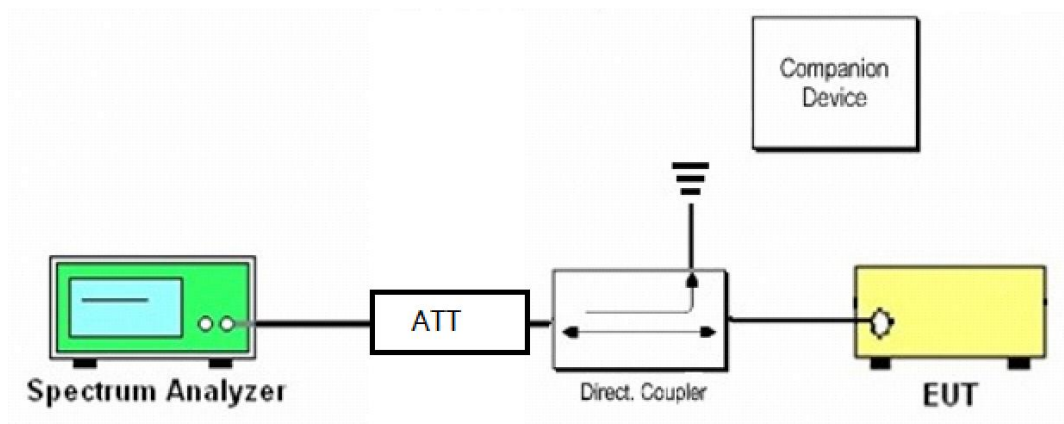 Companion
Device
ATT
Spectrum Analyzer
Direct. Coupler
EUT